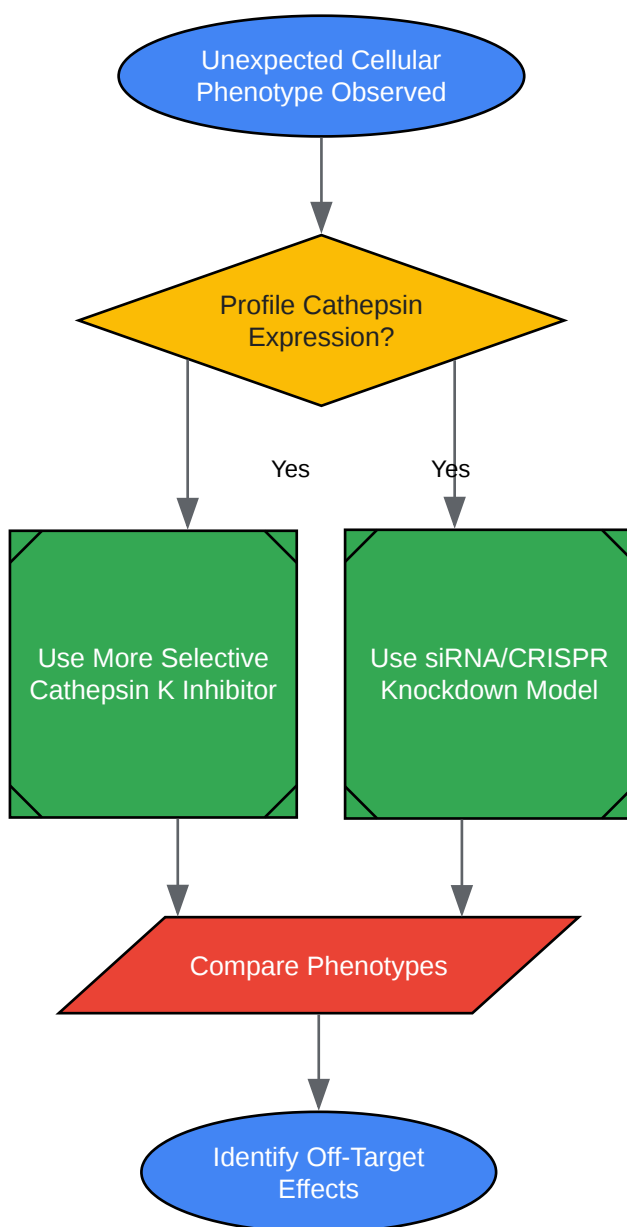 Unexpected Cellular
Phenotype Observed
Profile Cathepsin
Expression?
Yes
Yes
Use More Selective
Cathepsin K Inhibitor
Use siRNA/CRISPR
Knockdown Model
Compare Phenotypes
Identify Off-Target
Effects